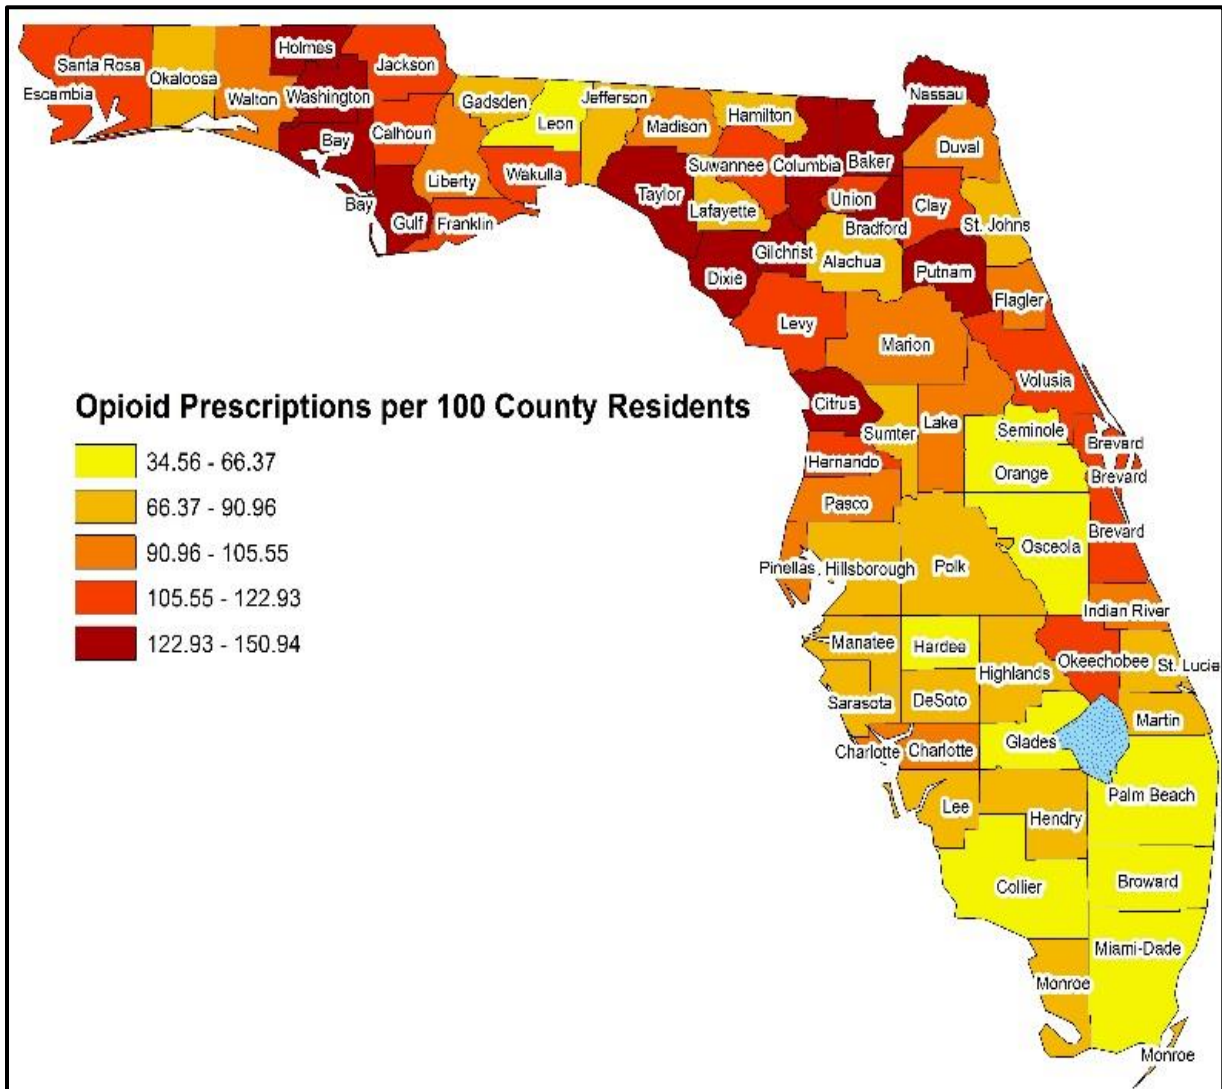 Holmes
Santa Rosa
Jackson
Okaloosa
Escambia
Walton
Washington
Gadsden
Jefferson
Nassau
Leon
Madison
Hamilton
Calhoun
Bay
Duval
Suwannee
Columbia
Baker
Liberty
Wakulla
Taylor
Union
Clay
Bay
Gulf
Franklin
Lafayette
Bradford
St. Johns
Gilchrist
Alachua
Dixie
Putnam
Flagler
Levy
Marion
Volusia
Opioid Prescriptions per 100 County Residents
34.56 - 66.37
66.37 - 90.96
90.96 - 105.55
105.55 - 122.93
122.93 - 150.94
Citrus
Sumter
Lake
Seminole
Brevard
Hernando
Orange
Brevard
Pasco
Brevard
Osceola
Pinellas
Hillsborough
Polk
Indian River
Manatee
Hardee
Okeechobee
St. Lucie
Highlands
Sarasota
DeSoto
Martin
Charlotte
Charlotte
Glades
Palm Beach
Lee
Hendry
Collier
Broward
Miami-Dade
Monroe
Monroe